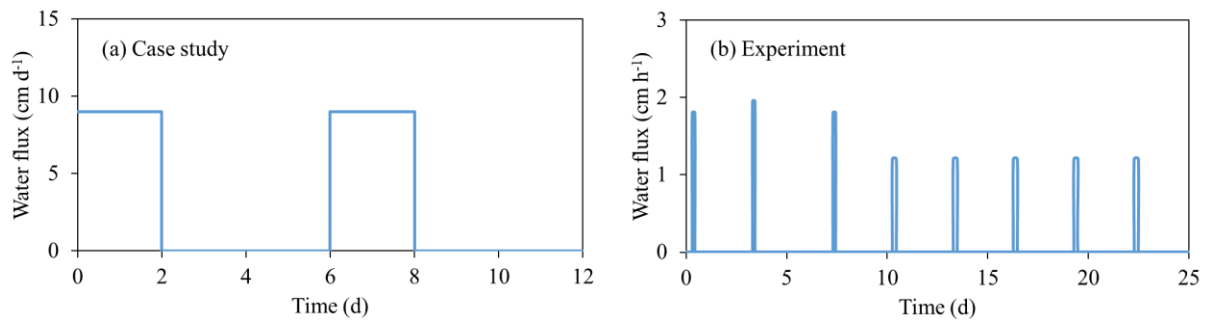 (a) Case study
Water flux (cm d⁻¹)
15
10
5
0
0 2 4 6 8 10 12
Time (d)
(b) Experiment
Water flux (cm h⁻¹)
3
2
1
0
0 5 10 15 20 25
Time (d)